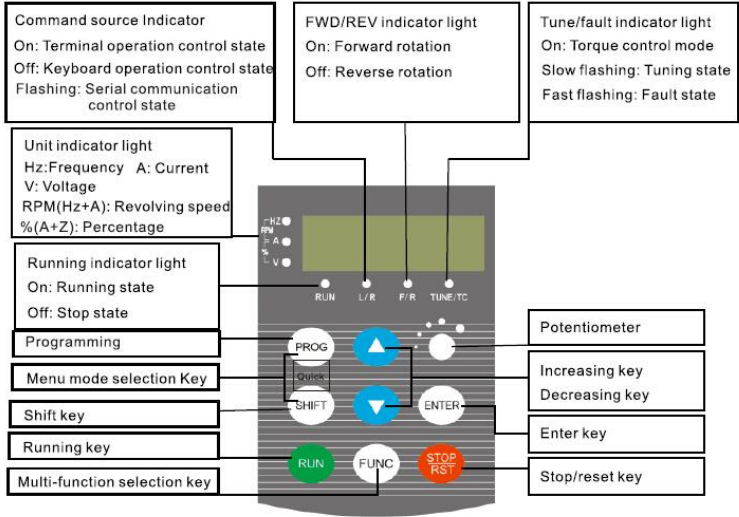 Command source Indicator
On: Terminal operation control state
Off: Keyboard operation control state
Flashing: Serial communication
control state
FWD/REV indicator light
On: Forward rotation
Off: Reverse rotation
Tune/fault indicator light
On: Torque control mode
Slow flashing: Tuning state
Fast flashing: Fault state
Unit indicator light
Hz:Frequency A: Current
V: Voltage
RPM(Hz+A): Revolving speed
%(A+Z): Percentage
Running indicator light
On: Running state
Off: Stop state
HZ
RPM
A
%
V
RUN L/R F/R TUNE/TC
Programming
Menu mode selection Key
Shift key
Running key
Multi-function selection key
PROG
Quick
SHIFT
ENTER
RUN
FUNC
STOP
RST
Potentiometer
Increasing key
Decreasing key
Enter key
Stop/reset key